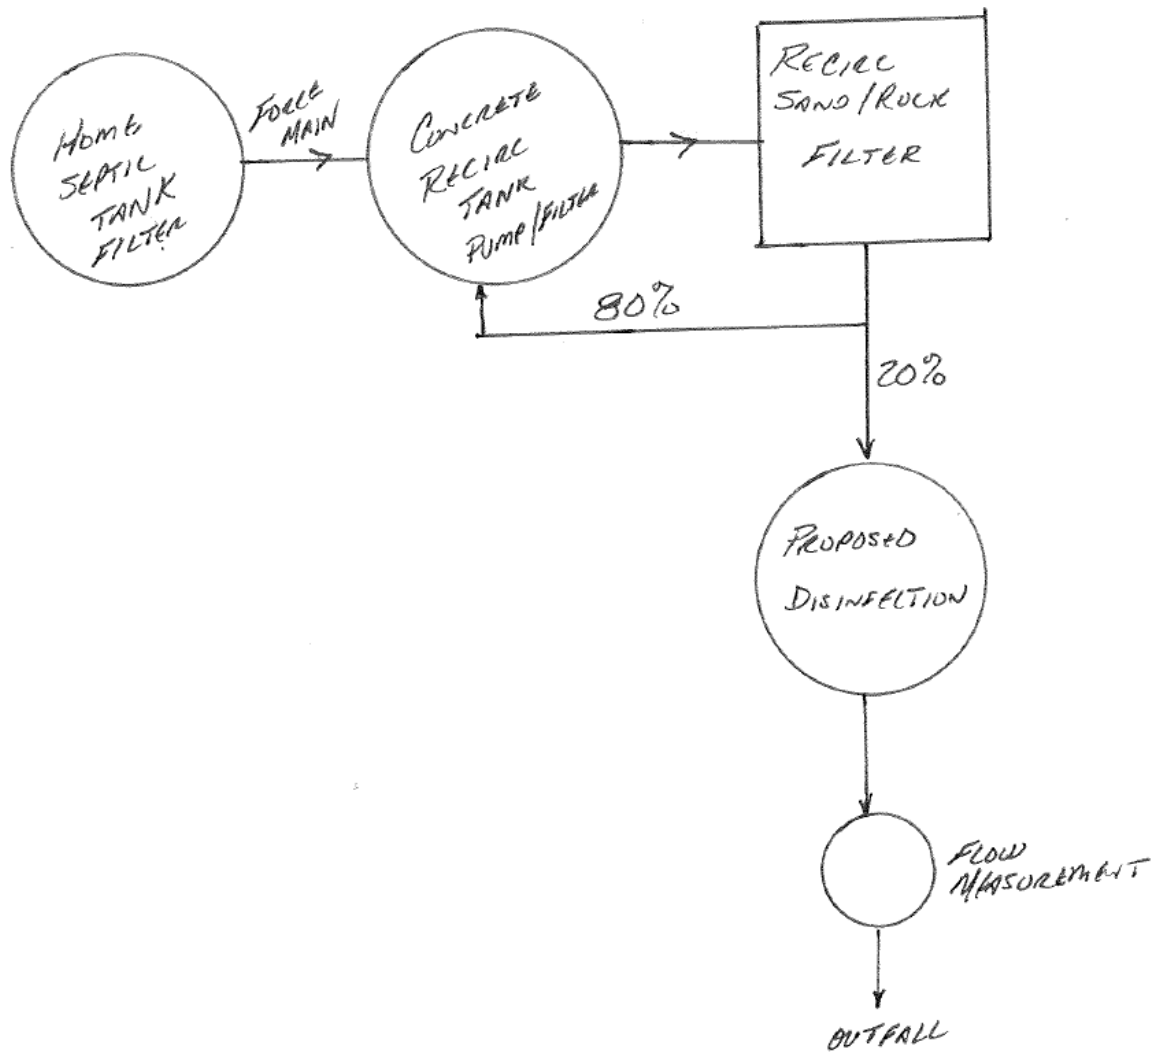 HOME
SEPTIC
TANK
FILTER
FORCE
MAIN
CONCRETE
RECIRC
TANK
PUMP/FILTER
RECIRC
SAND/ROCK
FILTER
80%
20%
PROPOSED
DISINFECTION
FLOW
MEASUREMENT
OUTFALL